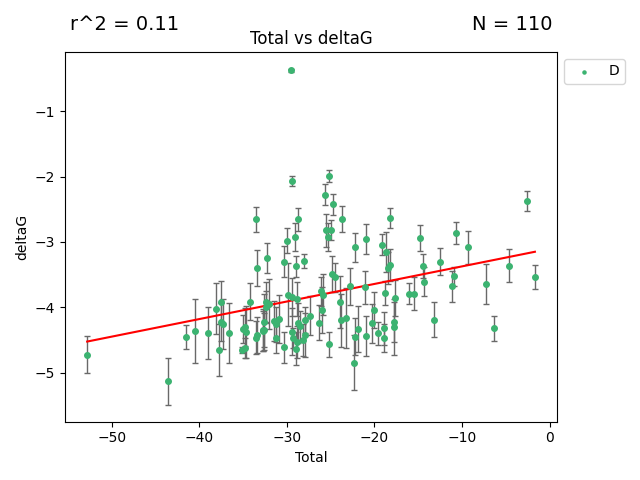 r^2 = 0.11
N = 110
Total vs deltaG
D
−1
−2
−3
−4
−5
deltaG
−50
−40
−30
−20
−10
0
Total